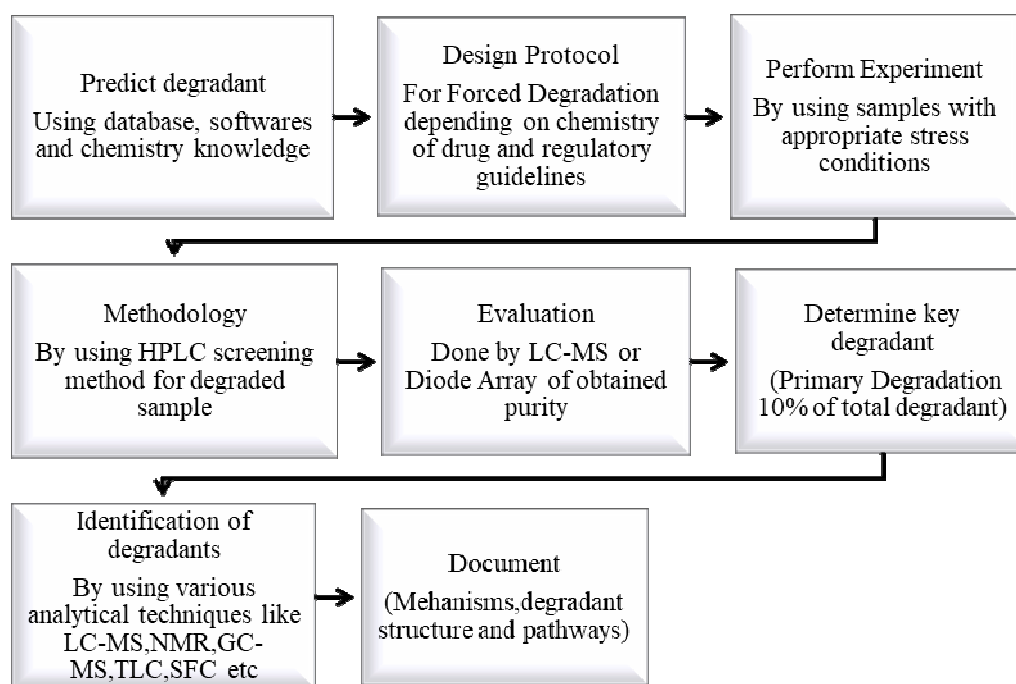 Predict degradant
Using database, softwares
and chemistry knowledge
Design Protocol
For Forced Degradation
depending on chemistry
of drug and regulatory
guidelines
Perform Experiment
By using samples with
appropriate stress
conditions
Methodology
By using HPLC screening
method for degraded
sample
Evaluation
Done by LC-MS or
Diode Array of obtained
purity
Determine key
degradant
(Primary Degradation
10% of total degradant)
Identification of
degradants
By using various
analytical techniques like
LC-MS,NMR,GC-
MS,TLC,SFC etc
Document
(Mehanisms,degradant
structure and pathways)